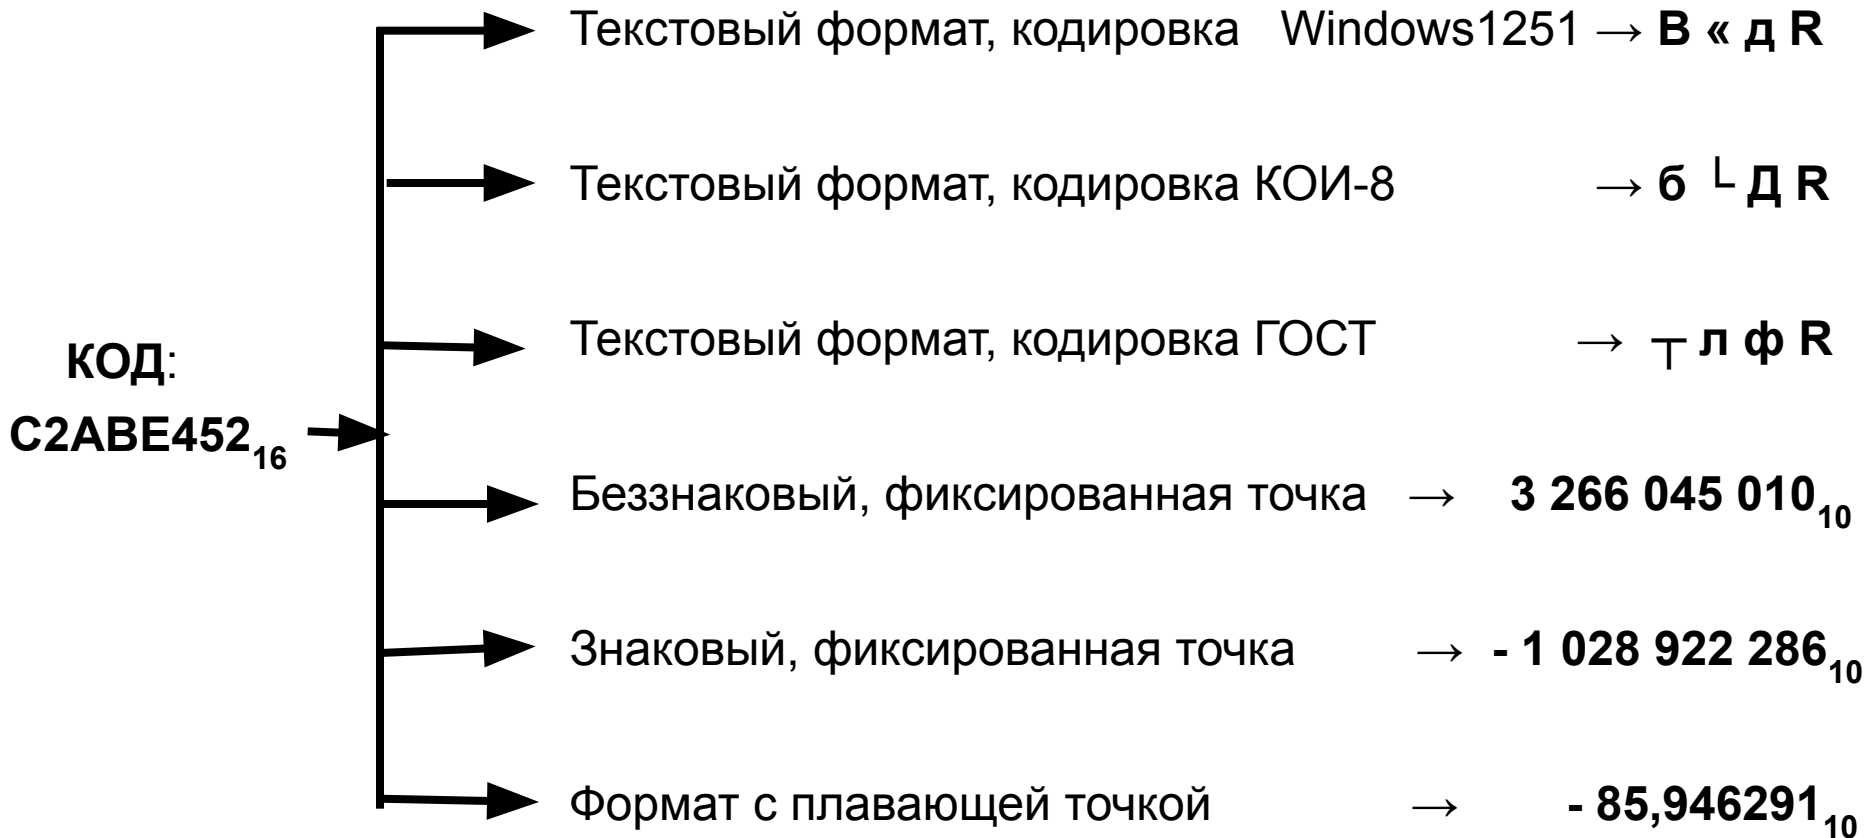 Текстовый формат, кодировка Windows1251 → В « д R
Текстовый формат, кодировка КОИ-8 → б └ Д R
Текстовый формат, кодировка ГОСТ → ┬ л ф R
КОД:
C2ABE452₁₆
Беззнаковый, фиксированная точка → 3 266 045 010₁₀
Знаковый, фиксированная точка → - 1 028 922 286₁₀
Формат с плавающей точкой → - 85,946291₁₀